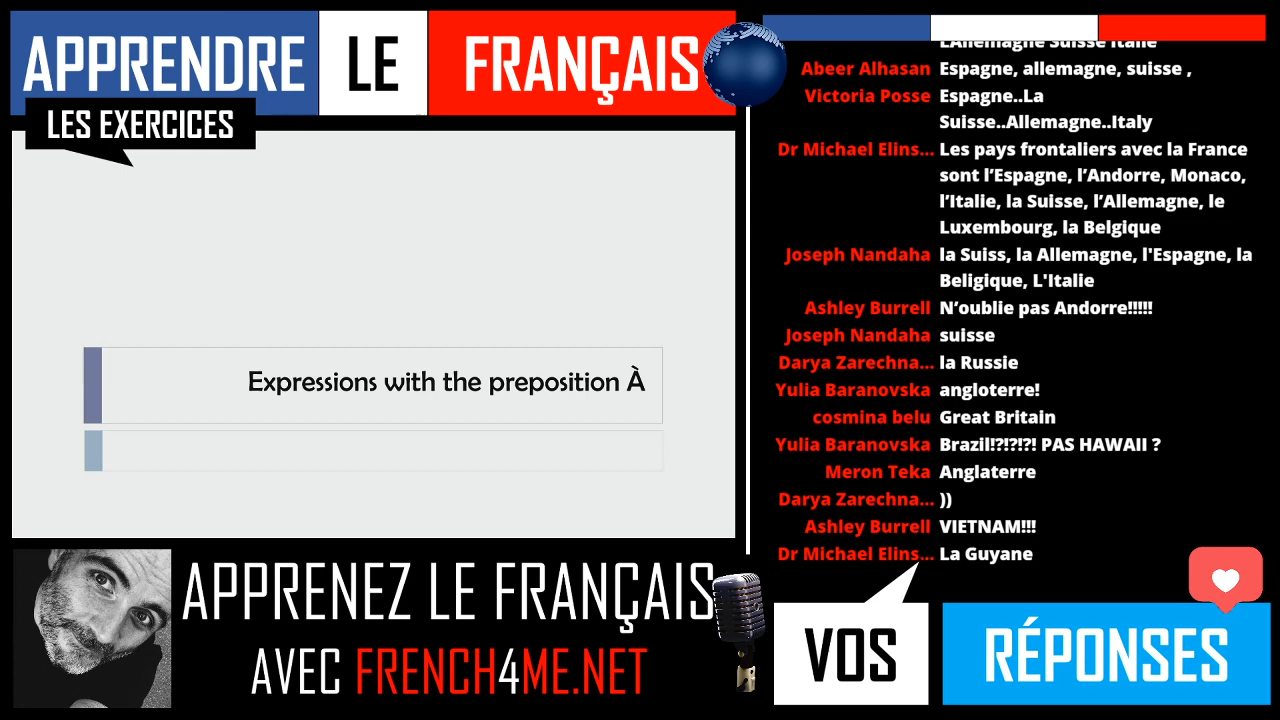 APPRENDRE LE FRANÇAIS
LES EXERCICES
Expressions with the preposition À
APPRENEZ LE FRANÇAIS
AVEC FRENCH4ME.NET
LAllemagne Suisse Italie
Abeer Alhasan Espagne, allemagne, suisse ,
Victoria Posse Espagne..La
Suisse..Allemagne..Italy
Dr Michael Elins... Les pays frontaliers avec la France
sont l’Espagne, l’Andorre, Monaco,
l’Italie, la Suisse, l’Allemagne, le
Luxembourg, la Belgique
Joseph Nandaha la Suiss, la Allemagne, l'Espagne, la
Beligique, L'Italie
Ashley Burrell N’oublie pas Andorre!!!!!
Joseph Nandaha suisse
Darya Zarechna... la Russie
Yulia Baranovska angloterre!
cosmina belu Great Britain
Yulia Baranovska Brazil!?!?!?! PAS HAWAII ?
Meron Teka Anglaterre
Darya Zarechna... ))
Ashley Burrell VIETNAM!!!
Dr Michael Elins... La Guyane
VOS RÉPONSES